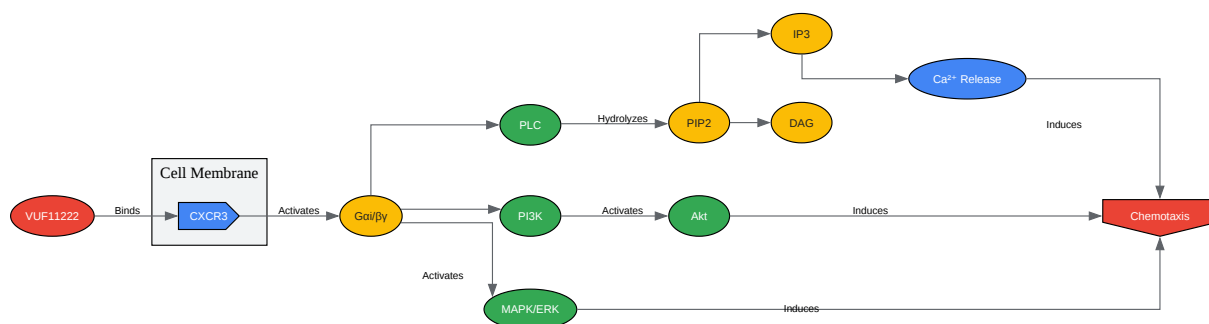 IP3
Ca²⁺ Release
PLC
Hydrolyzes
PIP2
DAG
Induces
Cell Membrane
VUF11222
Binds
CXCR3
Activates
Gαi/βγ
PI3K
Activates
Akt
Induces
Chemotaxis
Activates
MAPK/ERK
Induces